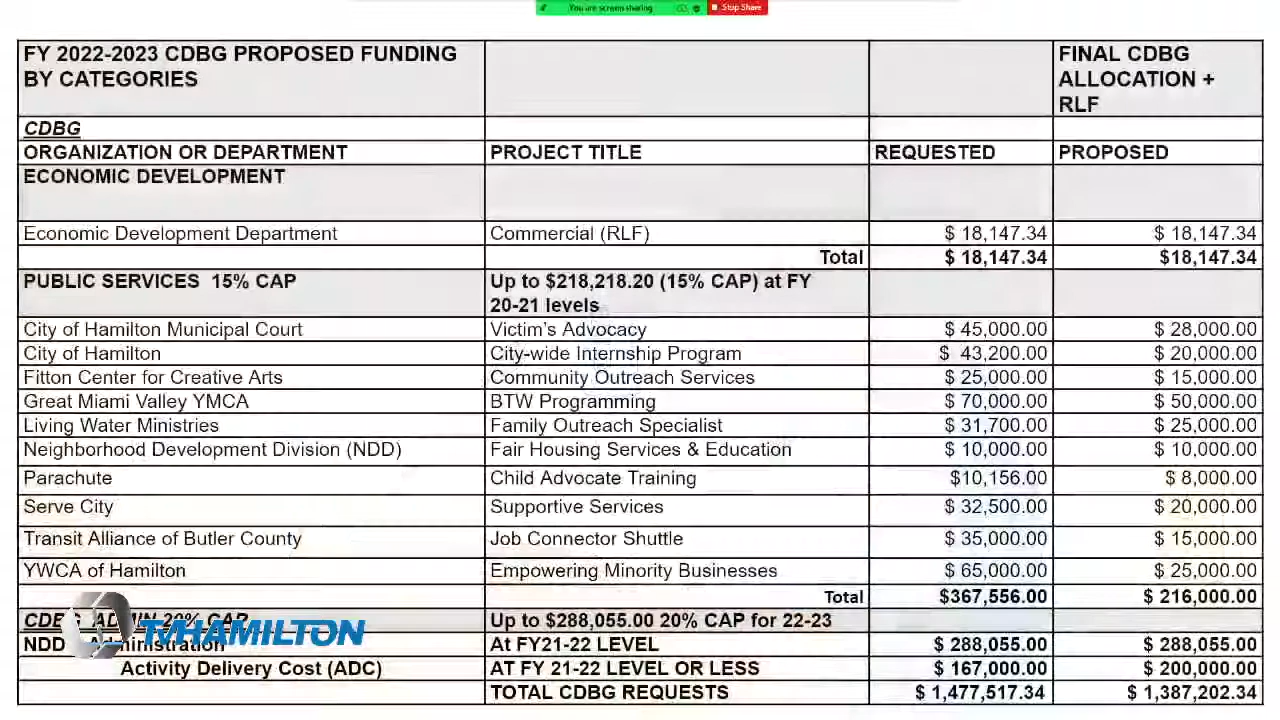 You are screen sharing Stop Share
FY 2022-2023 CDBG PROPOSED FUNDING BY CATEGORIES FINAL CDBG ALLOCATION + RLF
CDBG
ORGANIZATION OR DEPARTMENT PROJECT TITLE REQUESTED PROPOSED
ECONOMIC DEVELOPMENT
Economic Development Department Commercial (RLF) $ 18,147.34 $ 18,147.34
Total $ 18,147.34 $18,147.34
PUBLIC SERVICES 15% CAP Up to $218,218.20 (15% CAP) at FY 20-21 levels
City of Hamilton Municipal Court Victim's Advocacy $ 45,000.00 $ 28,000.00
City of Hamilton City-wide Internship Program $ 43,200.00 $ 20,000.00
Fitton Center for Creative Arts Community Outreach Services $ 25,000.00 $ 15,000.00
Great Miami Valley YMCA BTW Programming $ 70,000.00 $ 50,000.00
Living Water Ministries Family Outreach Specialist $ 31,700.00 $ 25,000.00
Neighborhood Development Division (NDD) Fair Housing Services & Education $ 10,000.00 $ 10,000.00
Parachute Child Advocate Training $10,156.00 $ 8,000.00
Serve City Supportive Services $ 32,500.00 $ 20,000.00
Transit Alliance of Butler County Job Connector Shuttle $ 35,000.00 $ 15,000.00
YWCA of Hamilton Empowering Minority Businesses $ 65,000.00 $ 25,000.00
Total $367,556.00 $ 216,000.00
CDBG ADMIN 20% CAP Up to $288,055.00 20% CAP for 22-23
TVHAMILTON
NDD Administration At FY21-22 LEVEL $ 288,055.00 $ 288,055.00
Activity Delivery Cost (ADC) AT FY 21-22 LEVEL OR LESS $ 167,000.00 $ 200,000.00
TOTAL CDBG REQUESTS $ 1,477,517.34 $ 1,387,202.34